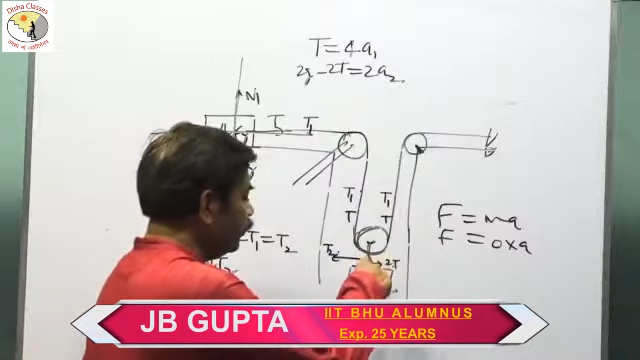 Disha Classes
T = 4a₁
2g - 2T = 2a₂
N₁
T₁
T₁ T₁
T T
F = ma
F = 0×a
T₁ = T₂
T₂
2T
JB GUPTA
IIT BHU ALUMNUS
Exp. 25 YEARS